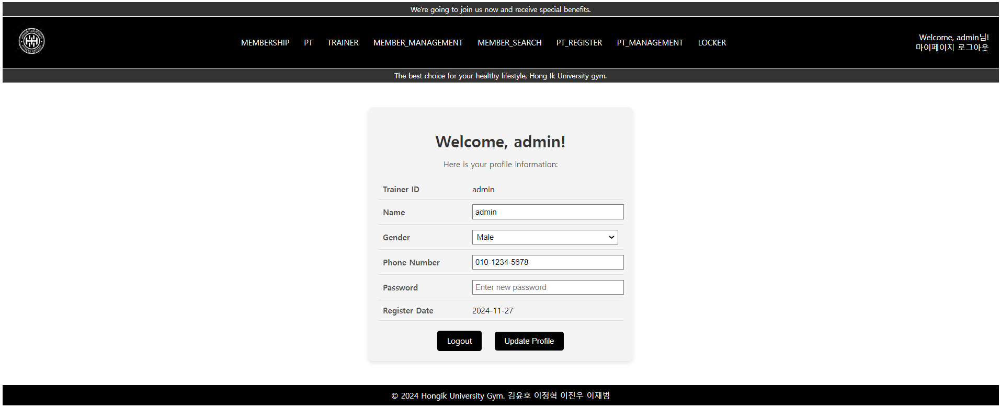 We're going to join us now and receive special benefits.
HONGIK UNIVERSITY
FITNESS CENTER
MEMBERSHIP PT TRAINER MEMBER_MANAGEMENT MEMBER_SEARCH PT_REGISTER PT_MANAGEMENT LOCKER
Welcome, admin님!
마이페이지 로그아웃
The best choice for your healthy lifestyle, Hong Ik University gym.
Welcome, admin!
Here is your profile information:
Trainer ID admin
Name admin
Gender Male
Phone Number 010-1234-5678
Password Enter new password
Register Date 2024-11-27
Logout Update Profile
© 2024 Hongik University Gym. 김윤호 이정혁 이진우 이재범